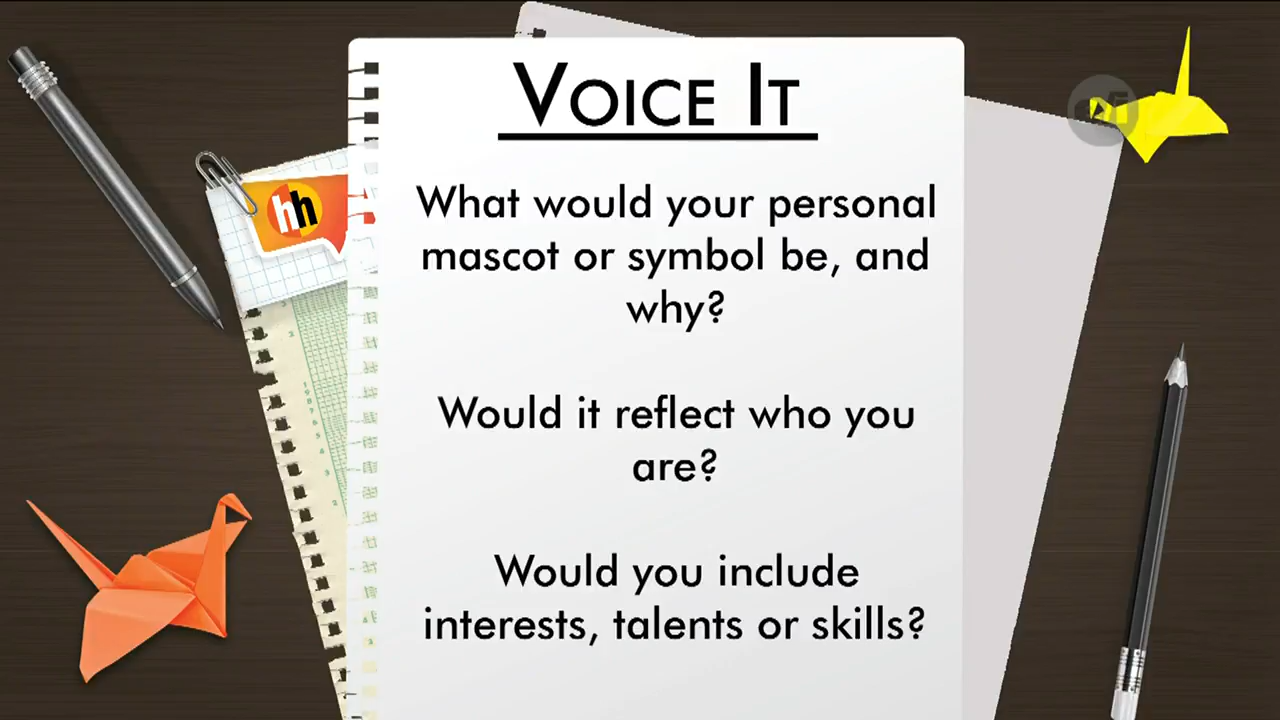 VOICE IT
hh
What would your personal
mascot or symbol be, and
why?
Would it reflect who you
are?
Would you include
interests, talents or skills?